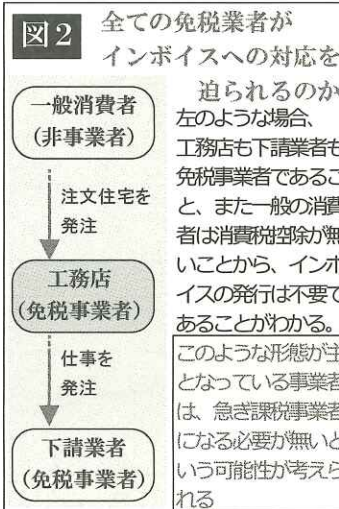 図2
全ての免税業者が
インボイスへの対応を
迫られるのか
一般消費者
(非事業者)
注文住宅を
発注
工務店
(免税事業者)
仕事を
発注
下請業者
(免税事業者)
左のような場合、
工務店も下請業者も
免税事業者であるこ
と、また一般の消費
者は消費税控除が無
いことから、インボ
イスの発行は不要で
あることがわかる。
このような形態が主
となっている事業者
は、急ぎ課税事業者
になる必要が無いと
いう可能性が考えら
れる